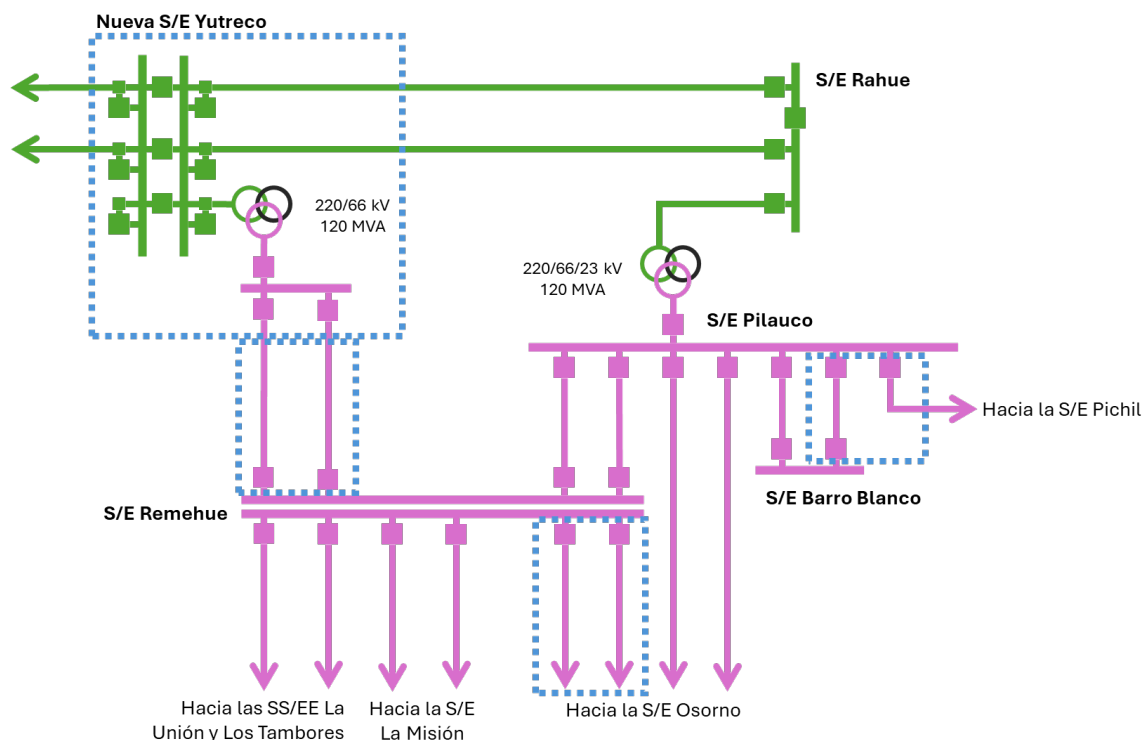 Nueva S/E Yutreco
S/E Rahue
220/66 kV
120 MVA
220/66/23 kV
120 MVA
S/E Pilauco
Hacia la S/E Pichil
S/E Barro Blanco
S/E Remehue
Hacia las SS/EE La
Unión y Los Tambores
Hacia la S/E
La Misión
Hacia la S/E Osorno